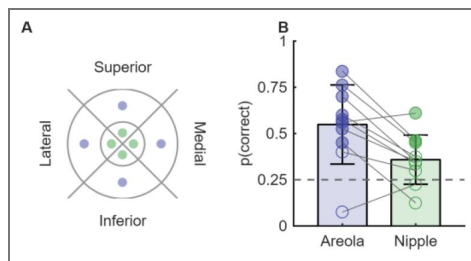 A
Superior
Lateral
Medial
Inferior
B
p(correct)
1
0.75
0.5
0.25
0
Areola
Nipple